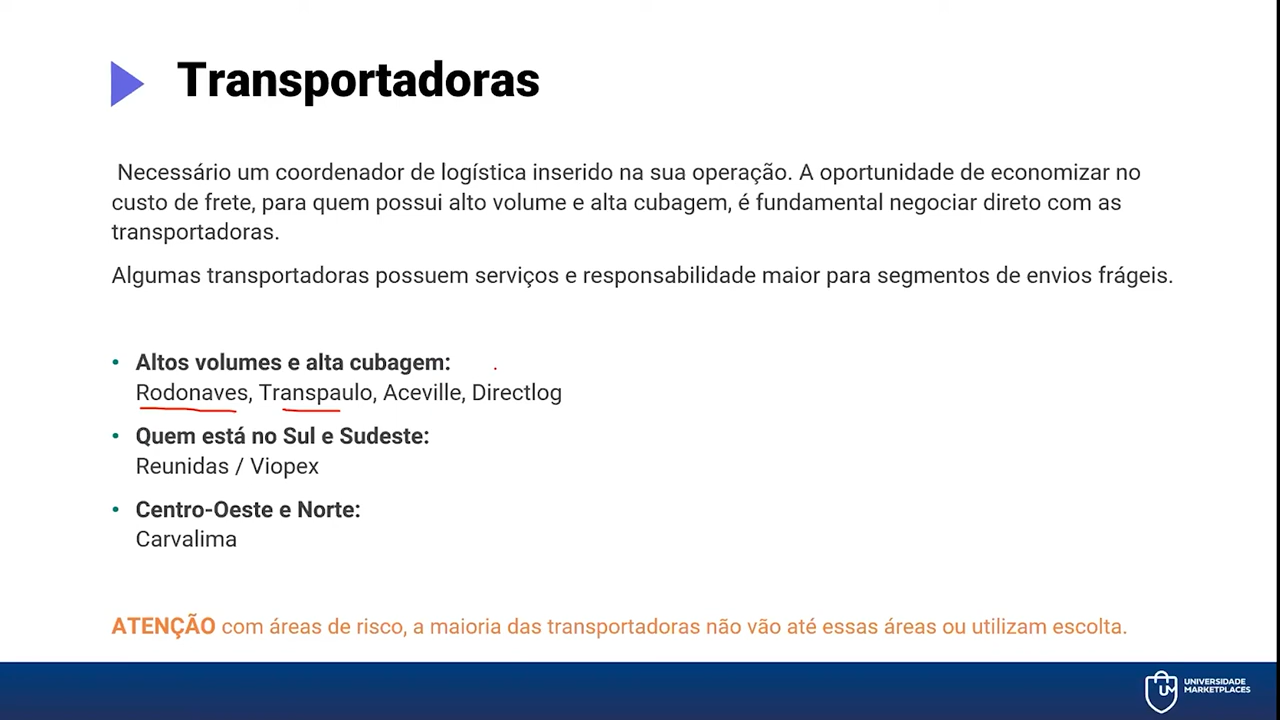 Transportadoras
Necessário um coordenador de logística inserido na sua operação. A oportunidade de economizar no
custo de frete, para quem possui alto volume e alta cubagem, é fundamental negociar direto com as
transportadoras.
Algumas transportadoras possuem serviços e responsabilidade maior para segmentos de envios frágeis.
• Altos volumes e alta cubagem:
Rodonaves, Transpaulo, Aceville, Directlog
• Quem está no Sul e Sudeste:
Reunidas / Viopex
• Centro-Oeste e Norte:
Carvalima
ATENÇÃO com áreas de risco, a maioria das transportadoras não vão até essas áreas ou utilizam escolta.
UM
UNIVERSIDADE
MARKETPLACES